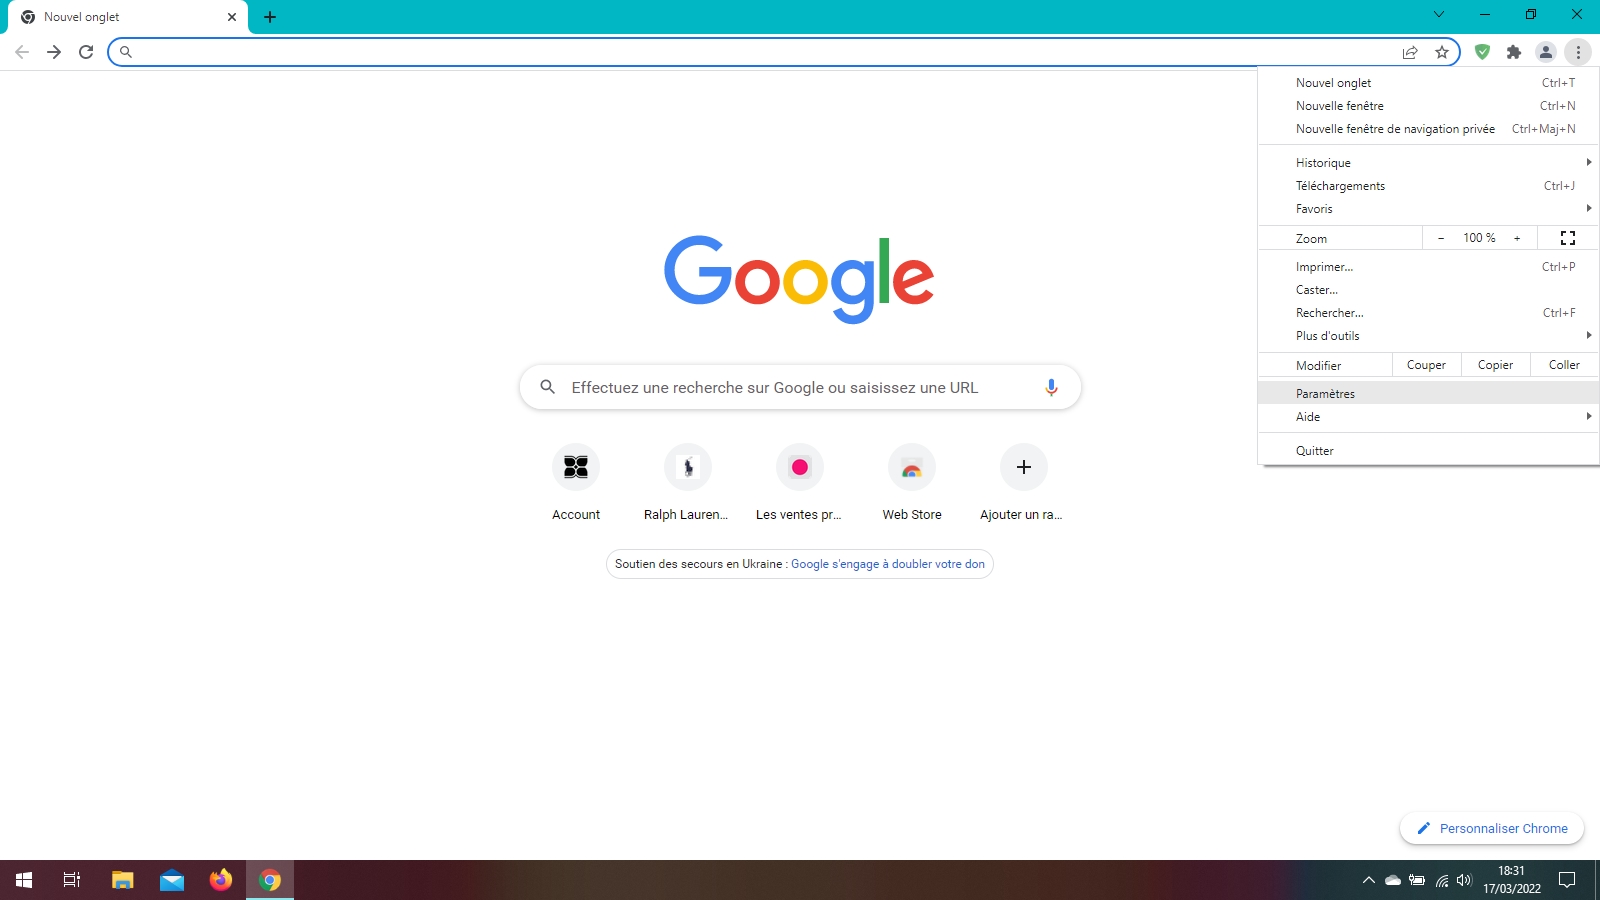 Nouvel onglet
Nouvel onglet Ctrl+T
Nouvelle fenêtre Ctrl+N
Nouvelle fenêtre de navigation privée Ctrl+Maj+N
Historique
Téléchargements Ctrl+J
Favoris
Zoom - 100 % +
Imprimer... Ctrl+P
Caster...
Rechercher... Ctrl+F
Plus d'outils
Modifier Couper Copier Coller
Paramètres
Aide
Quitter
Google
Effectuez une recherche sur Google ou saisissez une URL
Account Ralph Lauren... Les ventes pr... Web Store Ajouter un ra...
Soutien des secours en Ukraine : Google s'engage à doubler votre don
Personnaliser Chrome
18:31
17/03/2022